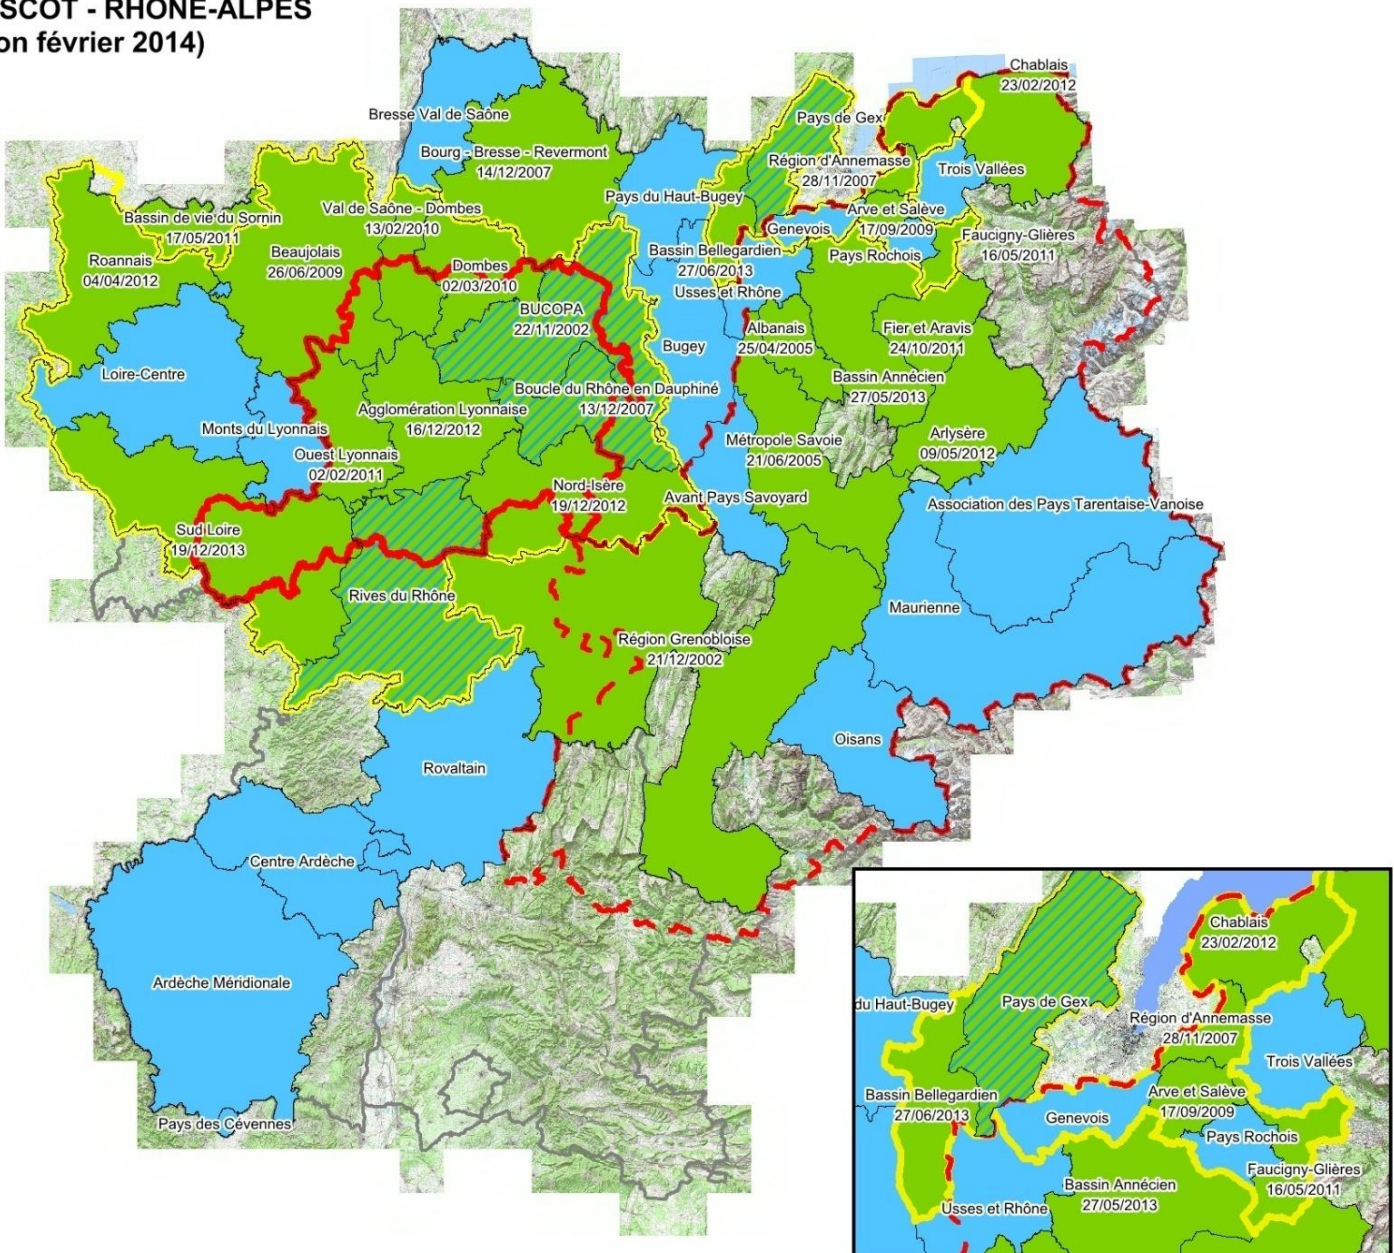 SCOT - RHONE-ALPES
on février 2014)
Chablais
23/02/2012
Bresse Val de Saône
Pays de Gex
Bourg - Bresse - Revermont
14/12/2007
Région d'Annemasse
28/11/2007
Trois Vallées
Pays du Haut-Bugey
Bassin de vie du Sornin
17/05/2011
Val de Saône - Dombes
13/02/2010
Arve et Salève
17/09/2009
Genevois
Faucigny-Glières
16/05/2011
Roannais
04/04/2012
Beaujolais
26/06/2009
Bassin Bellegardien
27/06/2013
Pays Rochois
Dombes
02/03/2010
Usses et Rhône
BUCOPA
22/11/2002
Albanais
25/04/2005
Fier et Aravis
24/10/2011
Bugey
Loire-Centre
Bassin Annécien
27/05/2013
Boucle du Rhône en Dauphiné
13/12/2007
Agglomération Lyonnaise
16/12/2012
Monts du Lyonnais
Métropole Savoie
21/06/2005
Arlysère
09/05/2012
Ouest Lyonnais
02/02/2011
Nord-Isère
19/12/2012
Avant Pays Savoyard
Association des Pays Tarentaise-Vanoise
Sud Loire
19/12/2013
Rives du Rhône
Maurienne
Région Grenobloise
21/12/2002
Oisans
Rovaltain
Centre Ardèche
Ardèche Méridionale
Pays des Cévennes
Chablais
23/02/2012
du Haut-Bugey
Pays de Gex
Région d'Annemasse
28/11/2007
Trois Vallées
Bassin Bellegardien
27/06/2013
Arve et Salève
17/09/2009
Genevois
Pays Rochois
Faucigny-Glières
16/05/2011
Bassin Annécien
27/05/2013
Usses et Rhône